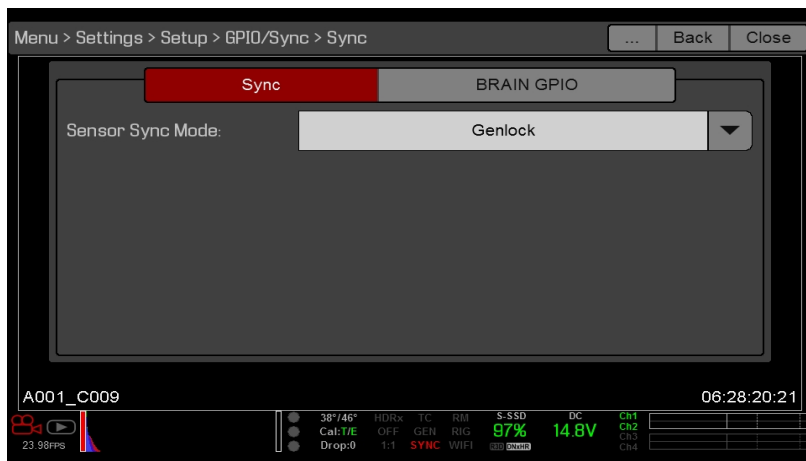 Menu > Settings > Setup > GPIO/Sync > Sync ... Back Close
Sync BRAIN GPIO
Sensor Sync Mode: Genlock
A001_C009 06:28:20:21
38°/46° HDRx TC RM S-SSD DC Ch1
Cal:T/E OFF GEN RIG 97% 14.8V Ch2
Drop:0 1:1 SYNC WIFI R3D DNxHR Ch3
23.98FPS Ch4